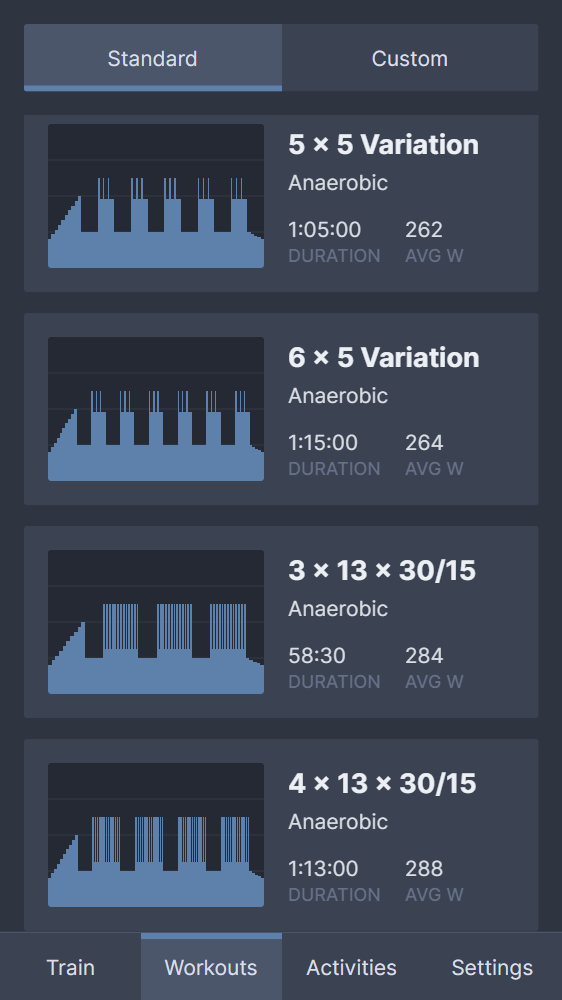 Standard Custom
5 × 5 Variation
Anaerobic
1:05:00 262
DURATION AVG W
6 × 5 Variation
Anaerobic
1:15:00 264
DURATION AVG W
3 × 13 × 30/15
Anaerobic
58:30 284
DURATION AVG W
4 × 13 × 30/15
Anaerobic
1:13:00 288
DURATION AVG W
Train Workouts Activities Settings